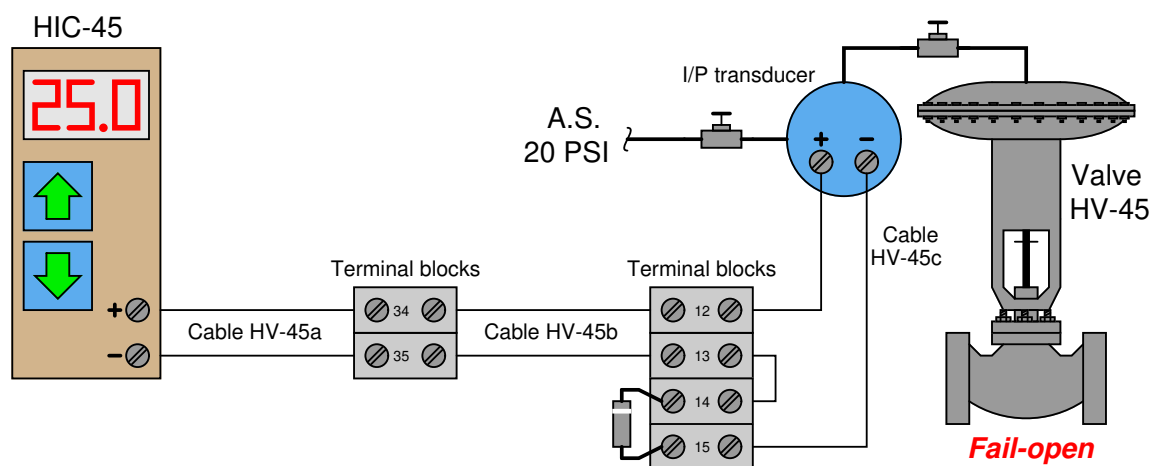 HIC-45
25.0
I/P transducer
A.S.
20 PSI
+ −
Valve
HV-45
Cable
HV-45c
Terminal blocks
Terminal blocks
+
34
12
Cable HV-45a
Cable HV-45b
−
35
13
14
15
Fail-open